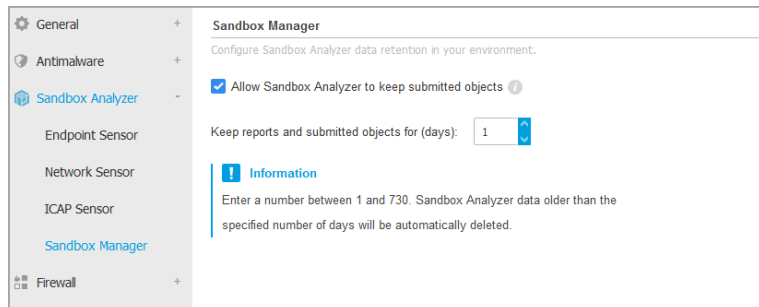 General +
Antimalware +
Sandbox Analyzer -
Endpoint Sensor
Network Sensor
ICAP Sensor
Sandbox Manager
Firewall +
Sandbox Manager
Configure Sandbox Analyzer data retention in your environment.
Allow Sandbox Analyzer to keep submitted objects i
Keep reports and submitted objects for (days): 1
! Information
Enter a number between 1 and 730. Sandbox Analyzer data older than the
specified number of days will be automatically deleted.